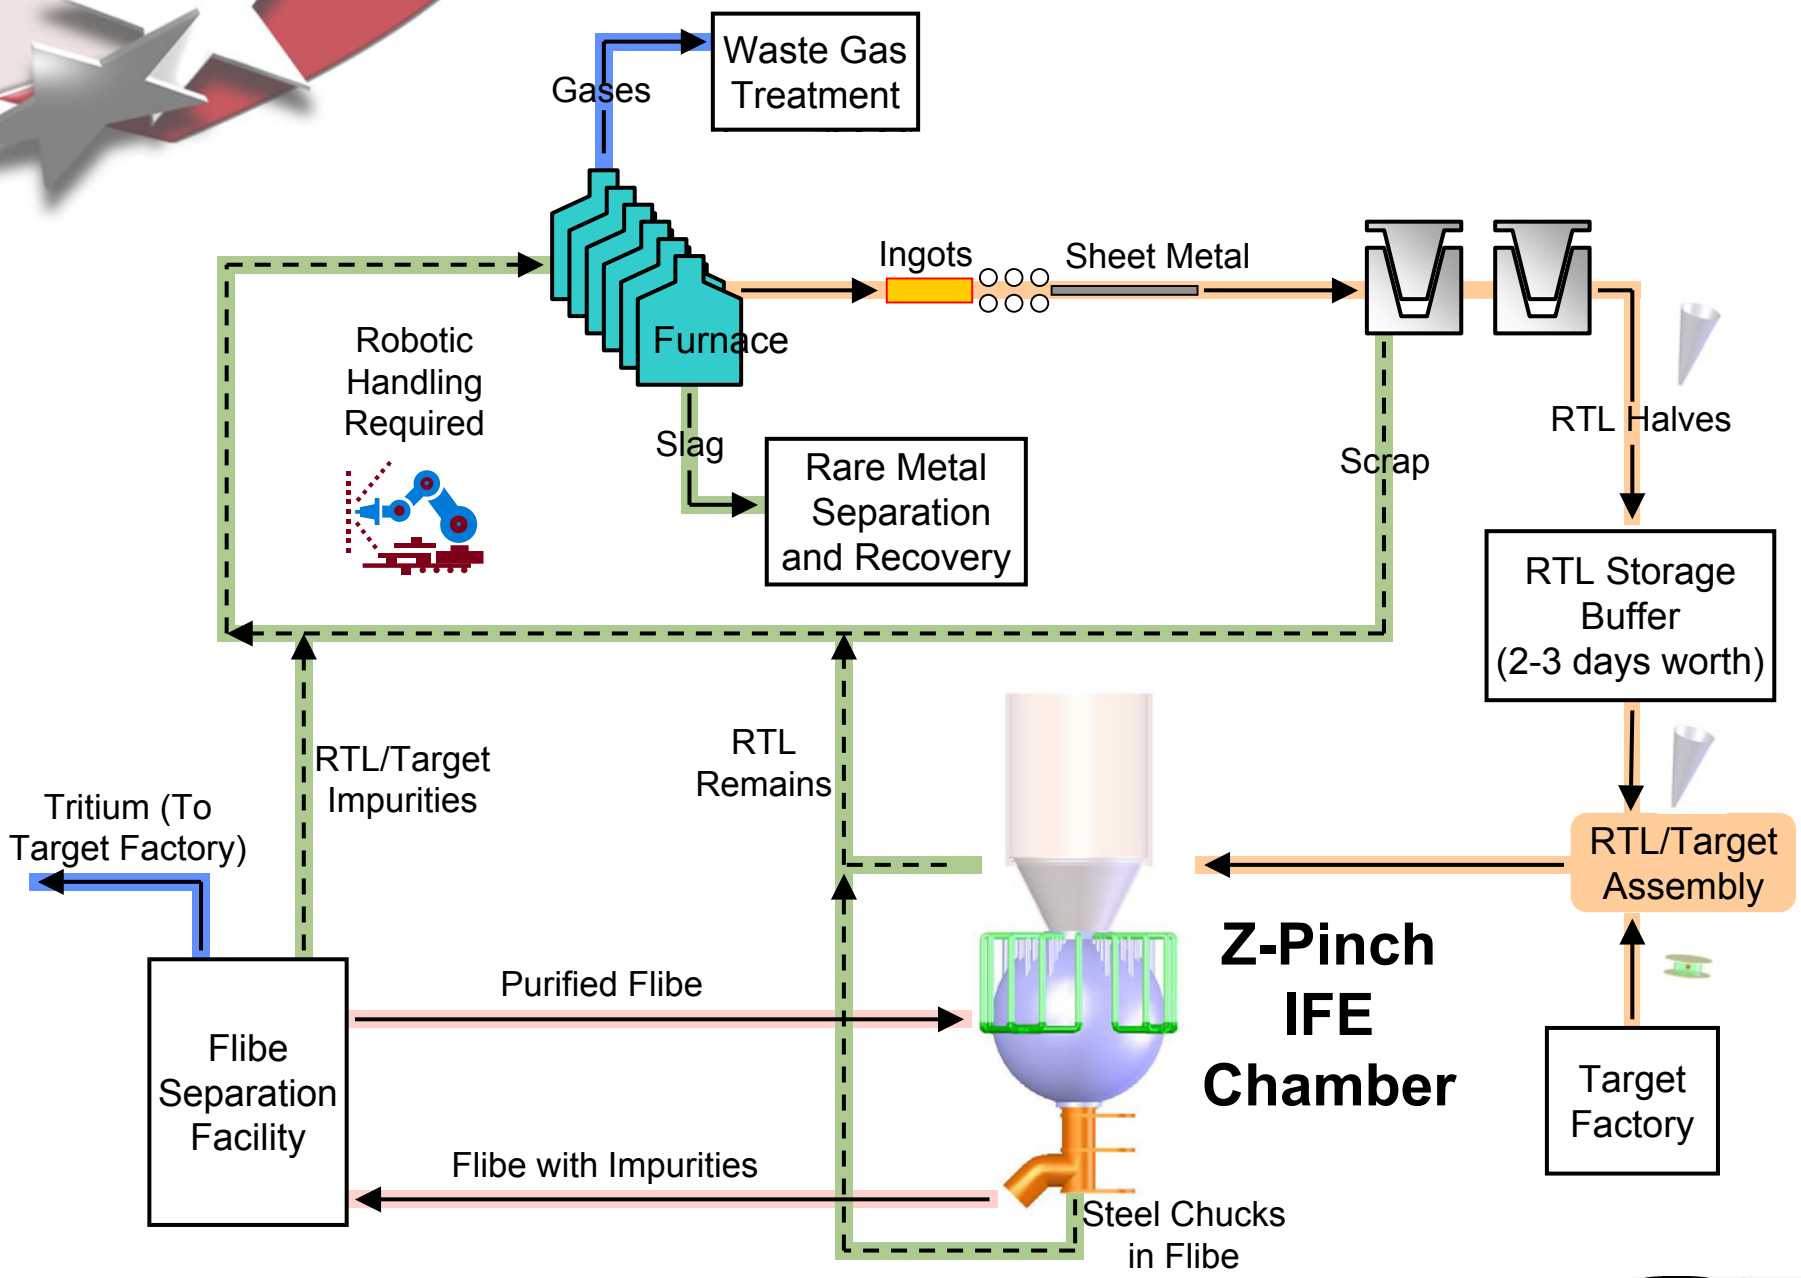 Waste Gas
Treatment
Gases
Ingots
Sheet Metal
Furnace
Robotic
Handling
Required
RTL Halves
Slag
Scrap
Rare Metal
Separation
and Recovery
RTL Storage
Buffer
(2-3 days worth)
RTL/Target
Impurities
RTL
Remains
Tritium (To
Target Factory)
RTL/Target
Assembly
Z-Pinch
IFE
Chamber
Purified Flibe
Flibe
Separation
Facility
Target
Factory
Flibe with Impurities
Steel Chucks
in Flibe